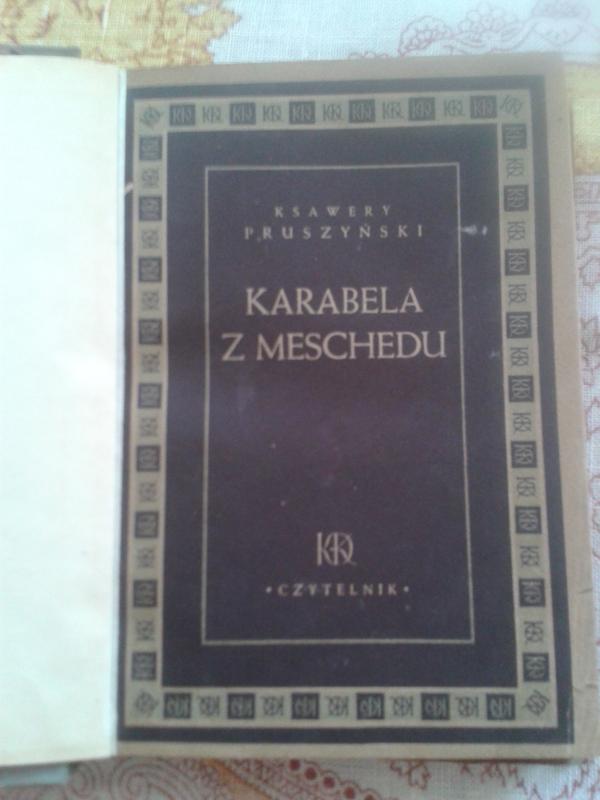 KSAWERY
PRUSZYŃSKI
KARABELA
Z MESCHEDU
•CZYTELNIK•